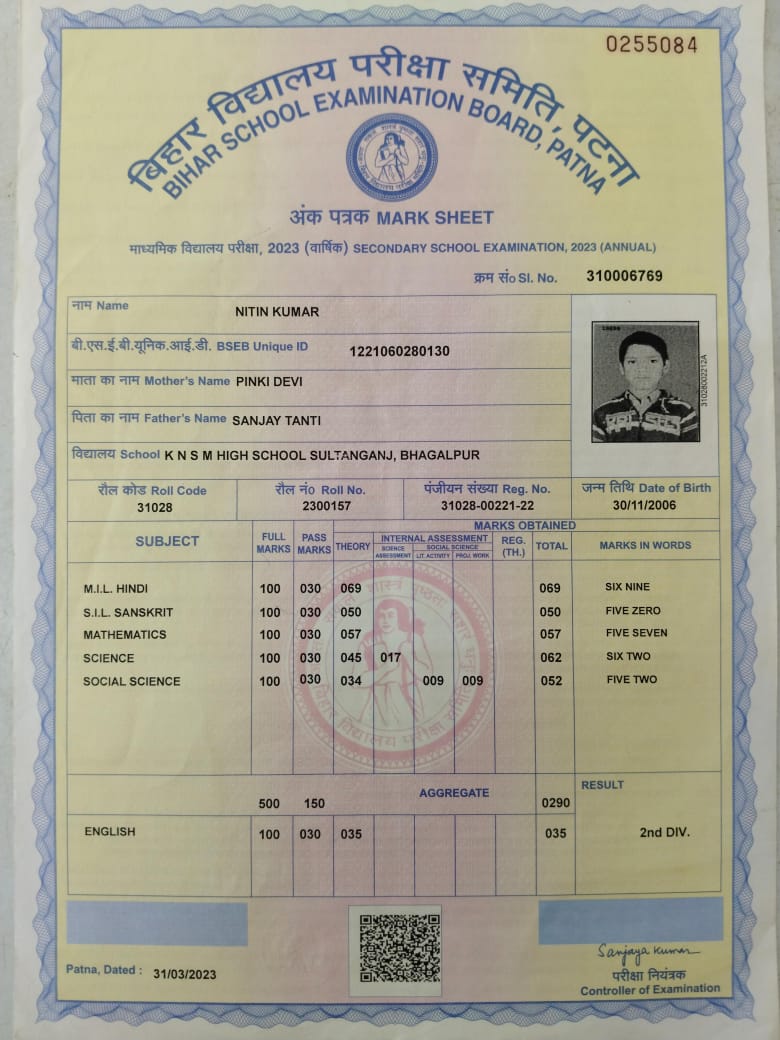 0255084
बिहार विद्यालय परीक्षा समिति, पटना
BIHAR SCHOOL EXAMINATION BOARD, PATNA
अंक पत्रक MARK SHEET
माध्यमिक विद्यालय परीक्षा, 2023 (वार्षिक) SECONDARY SCHOOL EXAMINATION, 2023 (ANNUAL)
क्रम सं० Sl. No. 310006769
नाम Name NITIN KUMAR
बी.एस.ई.बी.यूनिक.आई.डी. BSEB Unique ID 1221060280130
माता का नाम Mother's Name PINKI DEVI
पिता का नाम Father's Name SANJAY TANTI
विद्यालय School K N S M HIGH SCHOOL SULTANGANJ, BHAGALPUR
31028002212A
रौल कोड Roll Code रौल नं० Roll No. पंजीयन संख्या Reg. No. जन्म तिथि Date of Birth
31028 2300157 31028-00221-22 30/11/2006
SUBJECT FULL MARKS PASS MARKS MARKS OBTAINED
THEORY INTERNAL ASSESSMENT REG. (TH.) TOTAL MARKS IN WORDS
SCIENCE ASSESSMENT SOCIAL SCIENCE
LIT. ACTIVITY PROJ. WORK
M.I.L. HINDI 100 030 069 069 SIX NINE
S.I.L. SANSKRIT 100 030 050 050 FIVE ZERO
MATHEMATICS 100 030 057 057 FIVE SEVEN
SCIENCE 100 030 045 017 062 SIX TWO
SOCIAL SCIENCE 100 030 034 009 009 052 FIVE TWO
500 150 AGGREGATE 0290 RESULT
ENGLISH 100 030 035 035 2nd DIV.
Patna, Dated : 31/03/2023
Sanjaya Kumar
परीक्षा नियंत्रक
Controller of Examination